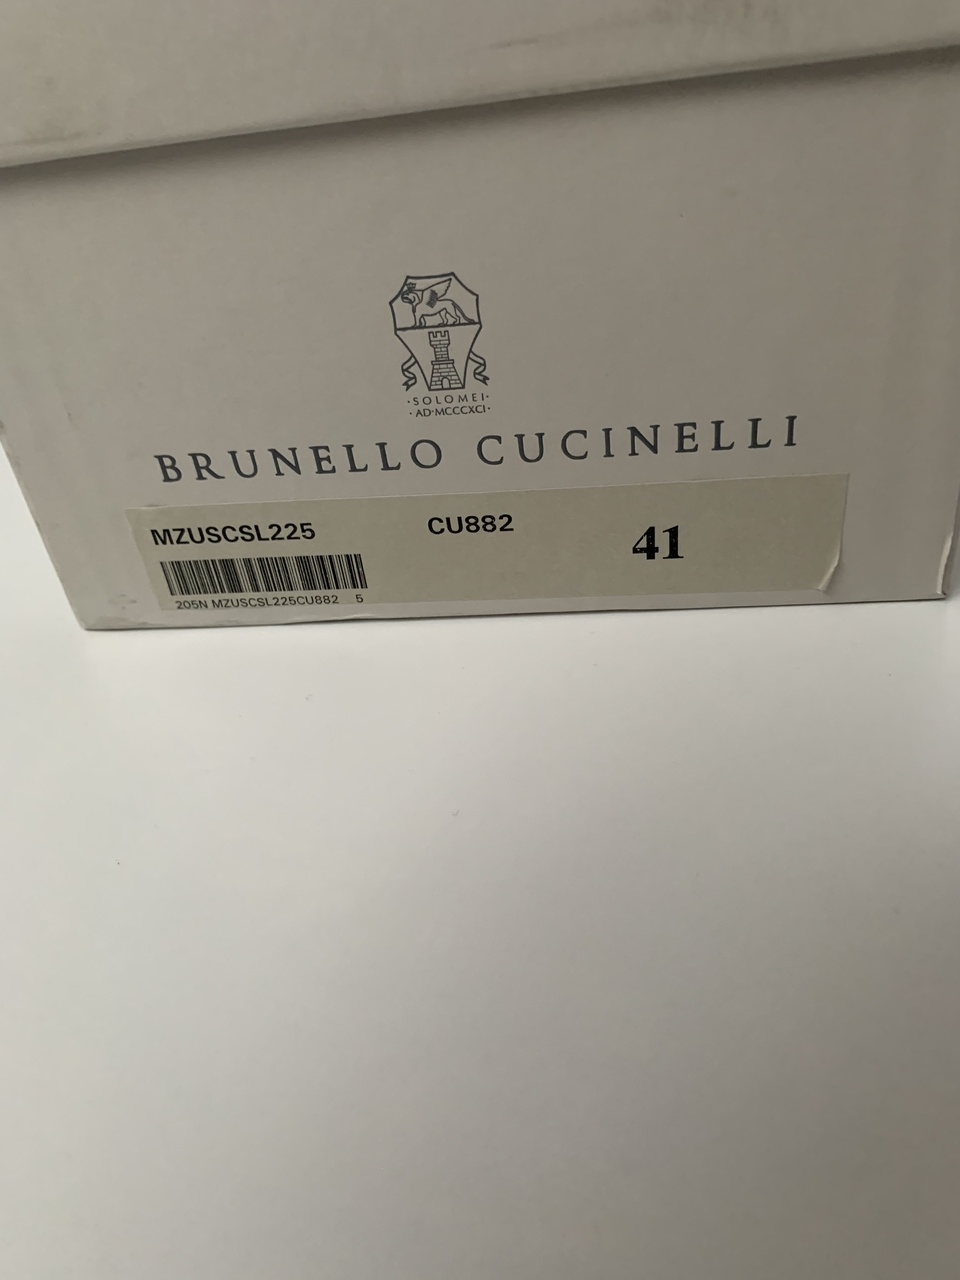 ·SOLOMEI·
·AD·MCCCXCI·
BRUNELLO CUCINELLI
MZUSCSL225 CU882 41
205N MZUSCSL225CU882 5